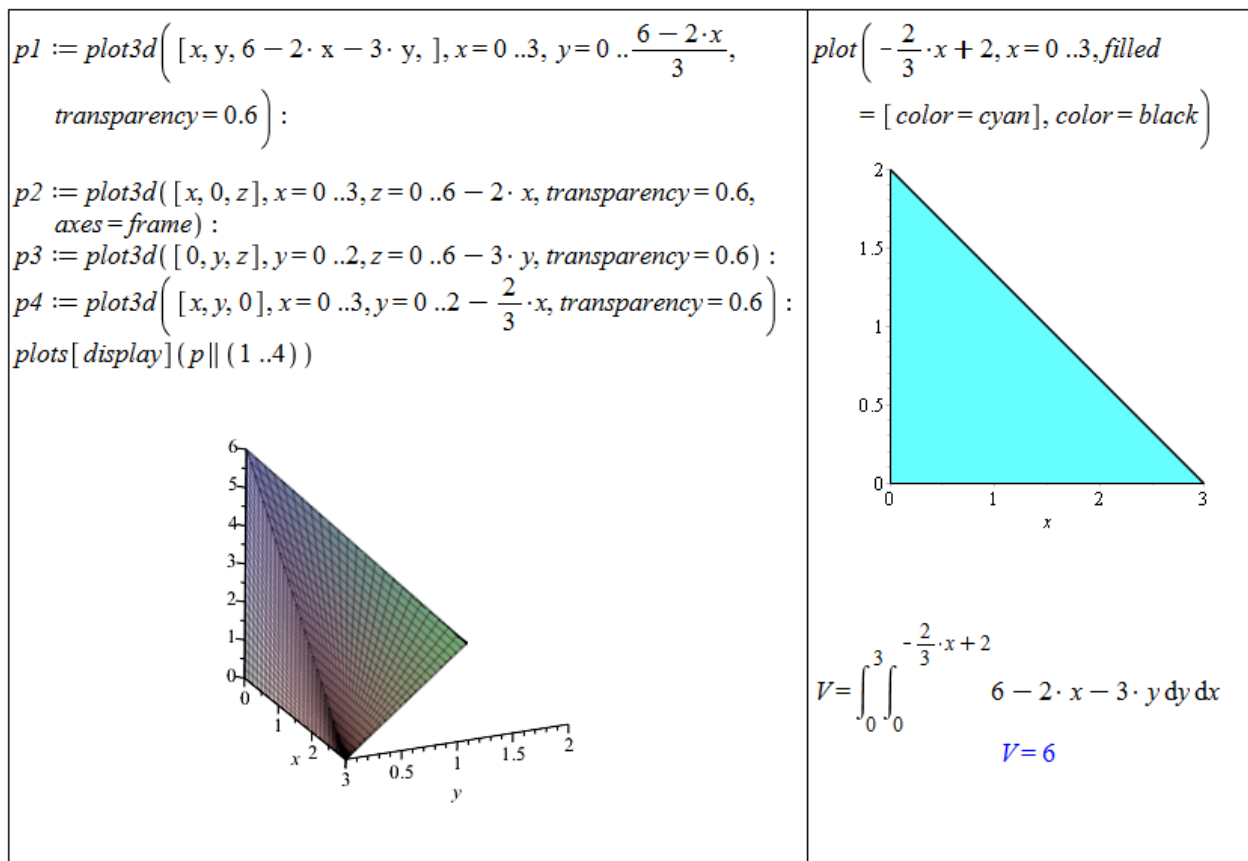 p1 := plot3d([x, y, 6 − 2· x − 3· y, ], x = 0 ..3, y = 0 .. (6 − 2·x)/3,
transparency = 0.6) :
p2 := plot3d([x, 0, z], x = 0 ..3, z = 0 ..6 − 2· x, transparency = 0.6,
axes = frame) :
p3 := plot3d([0, y, z], y = 0 ..2, z = 0 ..6 − 3· y, transparency = 0.6) :
p4 := plot3d([x, y, 0], x = 0 ..3, y = 0 ..2 − 2/3·x, transparency = 0.6) :
plots[display](p||(1 ..4))
6
5
4
3
2
1
0
0
1
x 2
3
0.5
1
1.5
2
y
plot(-2/3·x + 2, x = 0 ..3, filled
= [color = cyan], color = black)
2
1.5
1
0.5
0
0 1 2 3
x
V = ∫_0^3 ∫_0^{-2/3·x + 2} 6 − 2· x − 3· y dy dx
V = 6